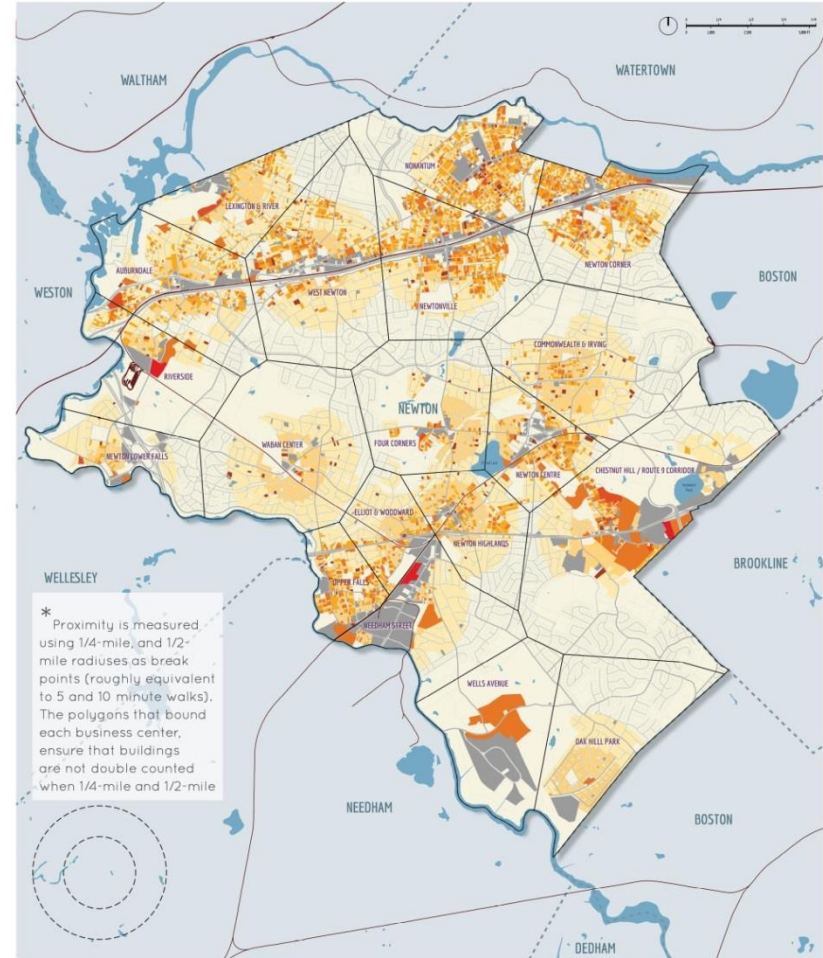 WALTHAM
WATERTOWN
NONANTUM
LEXINGTON & RIVER
AUBURNDALE
NEWTON CORNER
WESTON
BOSTON
WEST NEWTON
NEWTONVILLE
COMMONWEALTH & IRVING
RIVERSIDE
NEWTON
WABAN CENTER
FOUR CORNERS
NEWTON LOWER FALLS
NEWTON CENTRE
CHESTNUT HILL / ROUTE 9 CORRIDOR
ELLIOT & WOODWARD
NEWTON HIGHLANDS
BROOKLINE
WELLESLEY
UPPER FALLS
*
Proximity is measured
using 1/4-mile, and 1/2-
mile radiuses as break
points (roughly equivalent
to 5 and 10 minute walks).
The polygons that bound
each business center,
ensure that buildings
are not double counted
when 1/4-mile and 1/2-mile
NEEDHAM STREET
WELLS AVENUE
OAK HILLL PARK
NEEDHAM
BOSTON
DEDHAM